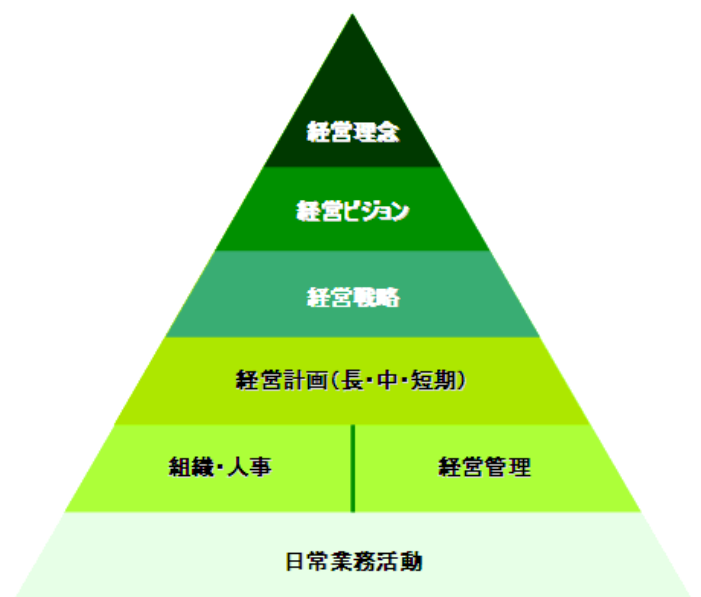 経営理念
経営ビジョン
経営戦略
経営計画(長・中・短期)
組織・人事
経営管理
日常業務活動